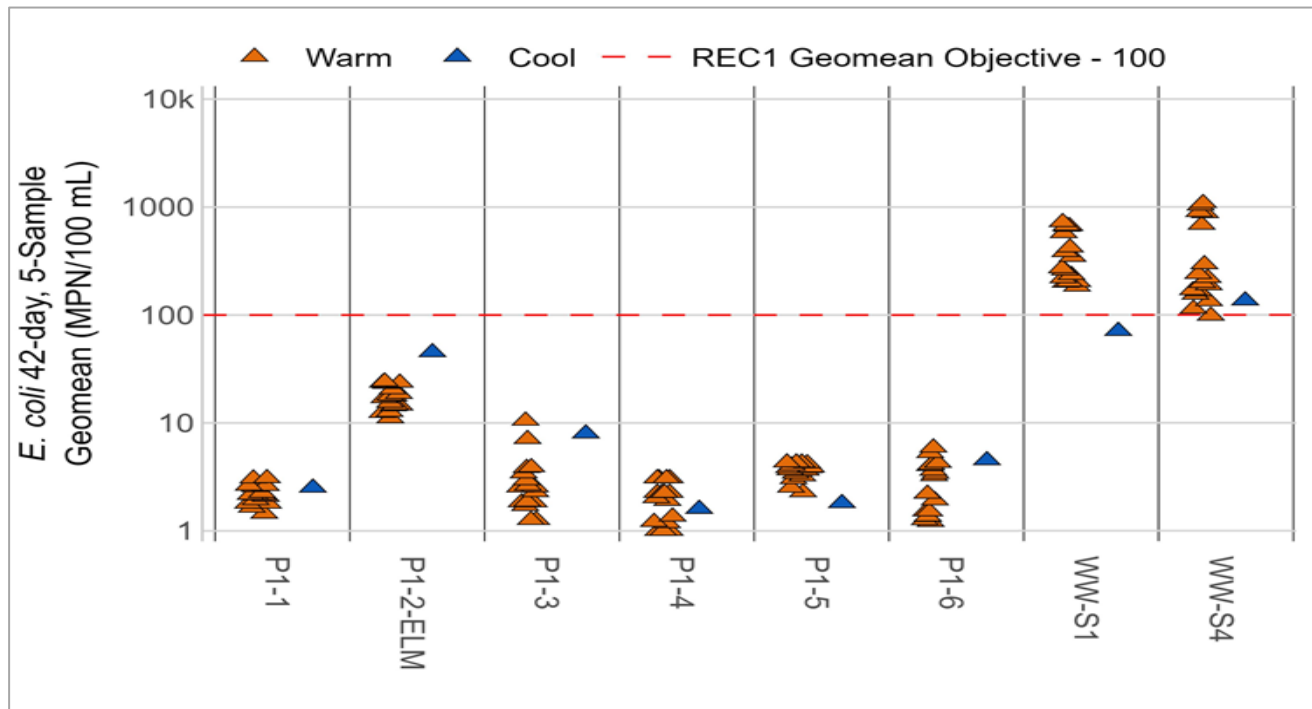 Warm Cool REC1 Geomean Objective - 100
E. coli 42-day, 5-Sample
Geomean (MPN/100 mL)
10k
1000
100
10
1
P1-1
P1-2-ELM
P1-3
P1-4
P1-5
P1-6
WW-S1
WW-S4